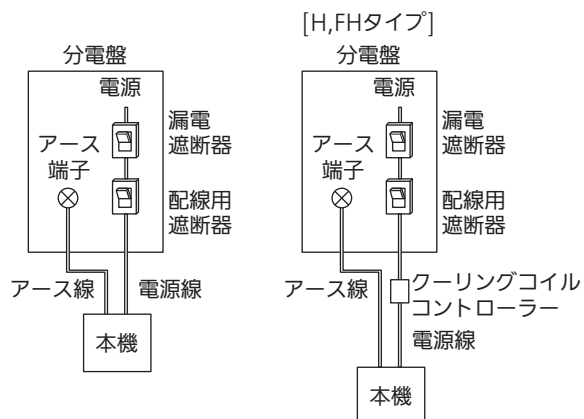 分電盤
電源
漏電
遮断器
アース
端子
配線用
遮断器
アース線
電源線
本機
[H,FHタイプ]
分電盤
電源
漏電
遮断器
アース
端子
配線用
遮断器
アース線
クーリングコイル
コントローラー
電源線
本機